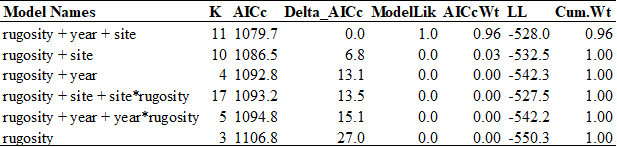 Model Names K AICc Delta_AICc ModelLik AICcWt LL Cum.Wt
rugosity + year + site 11 1079.7 0.0 1.0 0.96 -528.0 0.96
rugosity + site 10 1086.5 6.8 0.0 0.03 -532.5 1.00
rugosity + year 4 1092.8 13.1 0.0 0.00 -542.3 1.00
rugosity + site + site*rugosity 17 1093.2 13.5 0.0 0.00 -527.5 1.00
rugosity + year + year*rugosity 5 1094.8 15.1 0.0 0.00 -542.2 1.00
rugosity 3 1106.8 27.0 0.0 0.00 -550.3 1.00